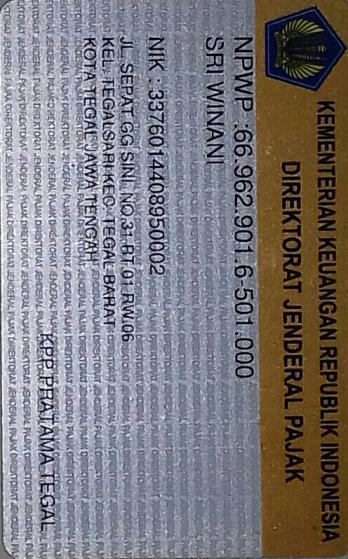 KEMENTERIAN KEUANGAN REPUBLIK INDONESIA
DIREKTORAT JENDERAL PAJAK
NPWP :66.962.901.6-501.000
SRI WINANI
NIK : 3376014408950002
JL. SEPAT GG SINI NO.31 RT.01 RW.06
KEL. TEGALSARI KEC. TEGAL BARAT
KOTA TEGAL JAWA TENGAH
KPP PRATAMA TEGAL